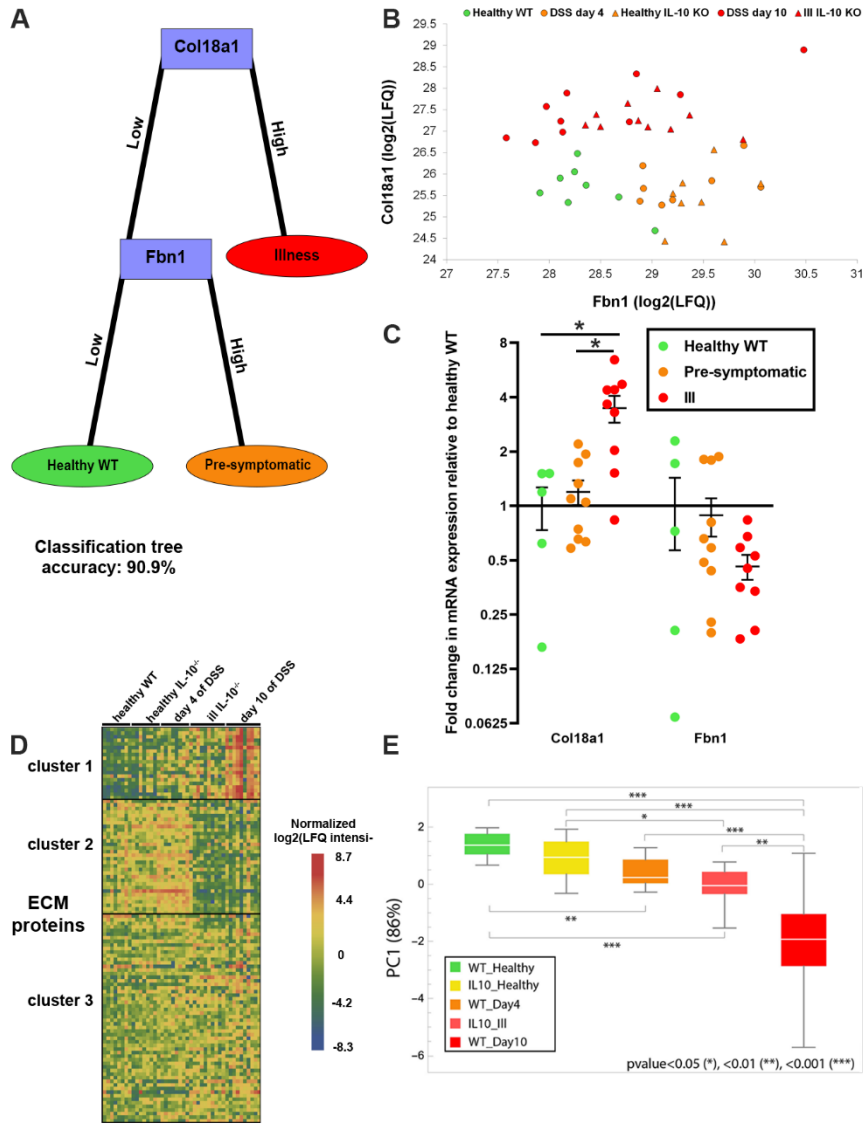 A
Col18a1
Low
High
Fbn1
Illness
Low
High
Healthy WT
Pre-symptomatic
Classification tree
accuracy: 90.9%
B
Healthy WT DSS day 4 Healthy IL-10 KO DSS day 10 Ill IL-10 KO
Col18a1 (log2(LFQ))
29.5
29
28.5
28
27.5
27
26.5
26
25.5
25
24.5
24
27 27.5 28 28.5 29 29.5 30 30.5 31
Fbn1 (log2(LFQ))
C
Fold change in mRNA expression relative to healthy WT
8
4
2
1
0.5
0.25
0.125
0.0625
*
*
Healthy WT
Pre-symptomatic
Ill
Col18a1 Fbn1
D
healthy WT
healthy IL-10-/-
day 4 of DSS
ill IL-10-/-
day 10 of DSS
cluster 1
cluster 2
ECM
proteins
cluster 3
Normalized
log2(LFQ intensi-
8.7
4.4
0
-4.2
-8.3
E
PC1 (86%)
2
0
−2
−4
−6
***
***
*
***
**
**
***
WT_Healthy
IL10_Healthy
WT_Day4
IL10_Ill
WT_Day10
pvalue<0.05 (*), <0.01 (**), <0.001 (***)